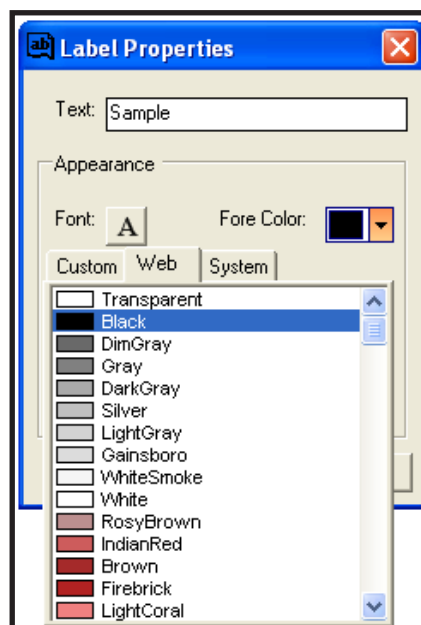 ab Label Properties
Text: Sample
Appearance
Font: A Fore Color:
Custom Web System
Transparent
Black
DimGray
Gray
DarkGray
Silver
LightGray
Gainsboro
WhiteSmoke
White
RosyBrown
IndianRed
Brown
Firebrick
LightCoral